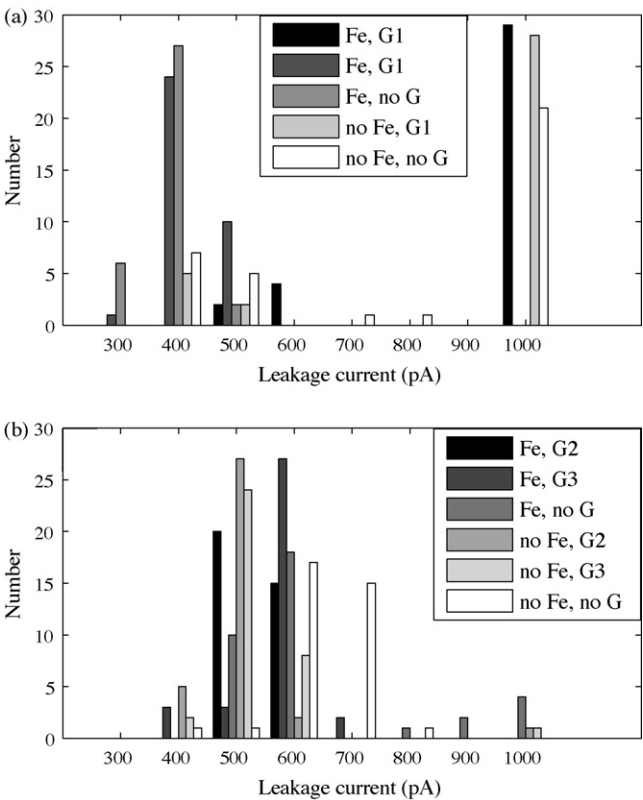 (a)
30
25
20
15
10
5
0
Number
Fe, G1
Fe, G1
Fe, no G
no Fe, G1
no Fe, no G
300 400 500 600 700 800 900 1000
Leakage current (pA)
(b)
30
25
20
15
10
5
0
Number
Fe, G2
Fe, G3
Fe, no G
no Fe, G2
no Fe, G3
no Fe, no G
300 400 500 600 700 800 900 1000
Leakage current (pA)